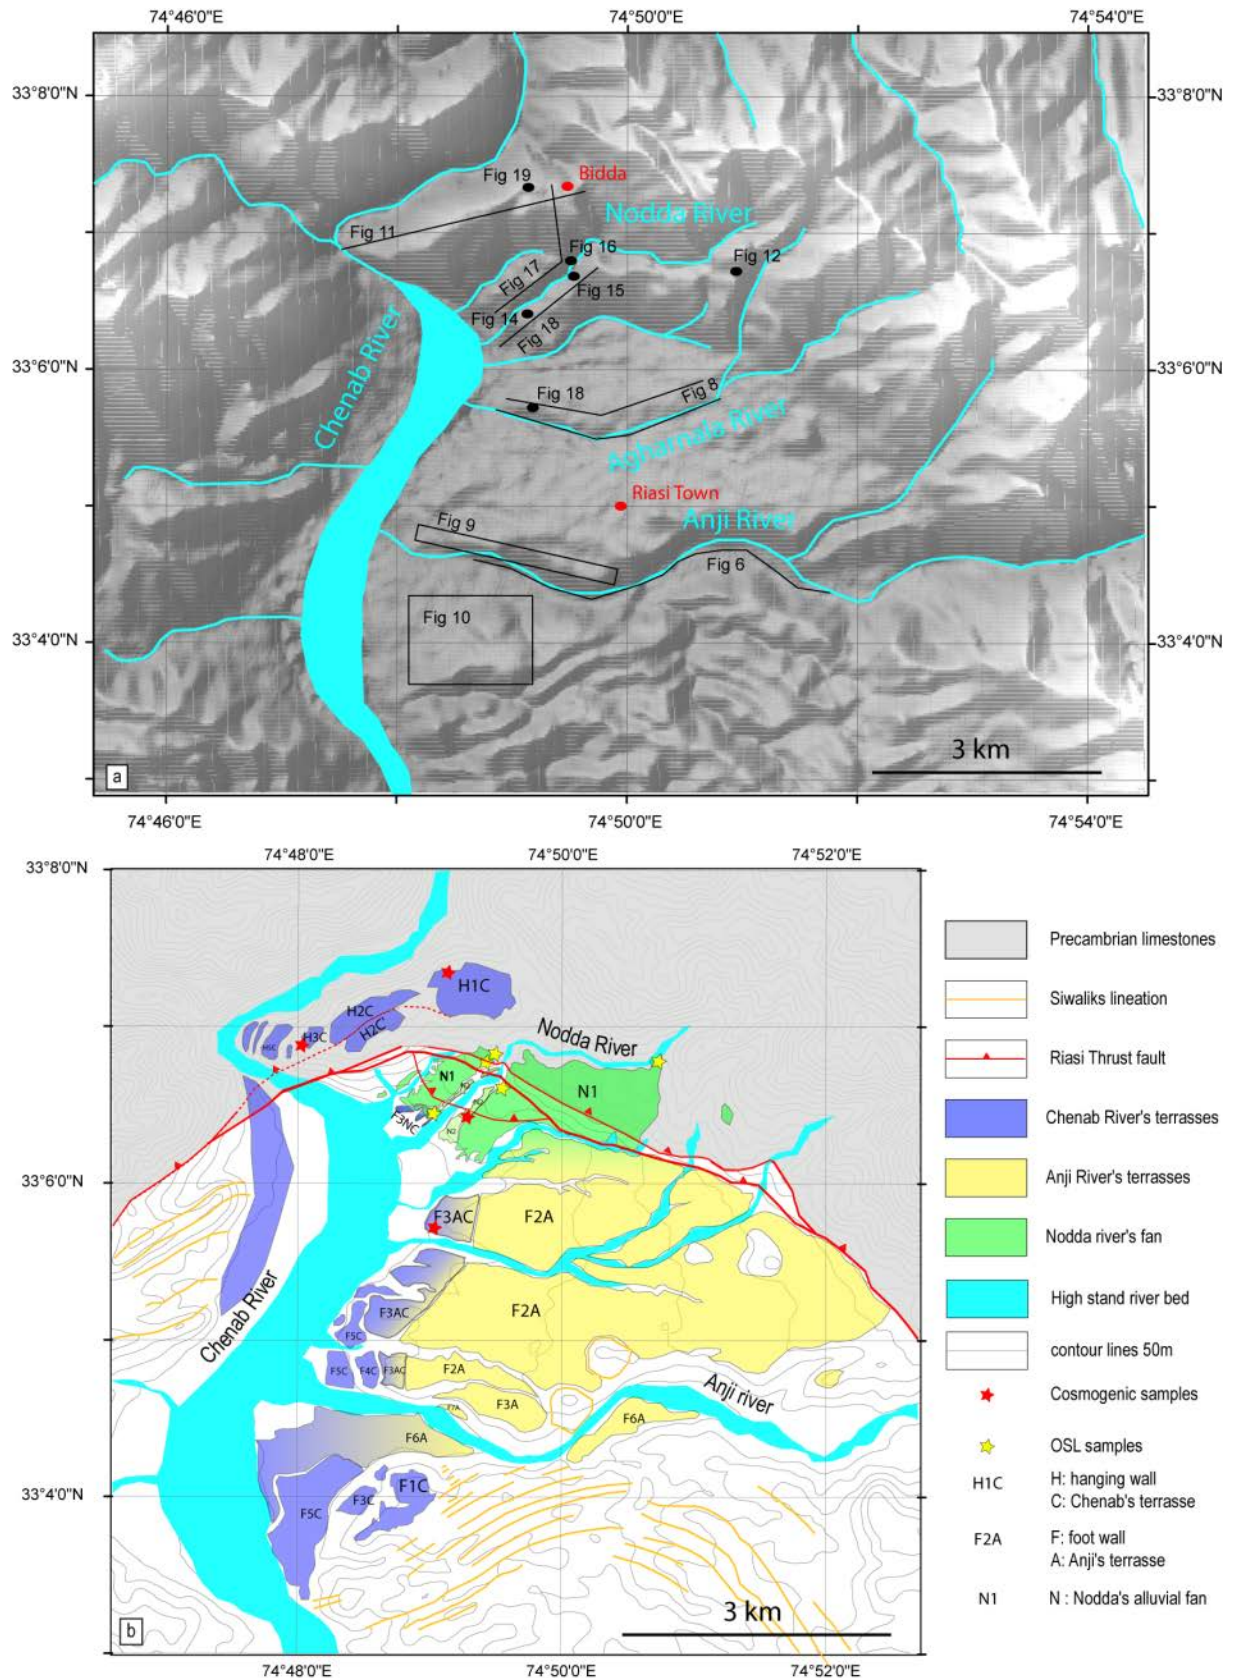 74°46'0"E
74°50'0"E
74°54'0"E
33°8'0"N
33°8'0"N
Fig 19
Bidda
Nodda River
Fig 11
Fig 16
Fig 12
Fig 17
Fig 15
Fig 14
Fig 18
Chenab River
33°6'0"N
33°6'0"N
Fig 18
Fig 8
Agharnala River
Riasi Town
Anji River
Fig 9
Fig 6
Fig 10
33°4'0"N
33°4'0"N
3 km
a
74°46'0"E
74°50'0"E
74°54'0"E
74°48'0"E
74°50'0"E
74°52'0"E
33°8'0"N
H1C
H2C
H2C
H3C
Nodda River
N1
N1
N2
F3NC
33°6'0"N
F3AC
F2A
Chenab River
F2A
F3AC
F5C
F5C
F4C
F3AC
F2A
F3A
Anji river
F6A
F6A
33°4'0"N
F1C
F3C
F5C
3 km
b
74°48'0"E
74°50'0"E
74°52'0"E
Precambrian limestones
Siwaliks lineation
Riasi Thrust fault
Chenab River's terrasses
Anji River's terrasses
Nodda river's fan
High stand river bed
contour lines 50m
Cosmogenic samples
OSL samples
H1C
H: hanging wall
C: Chenab's terrasse
F2A
F: foot wall
A: Anji's terrasse
N1
N : Nodda's alluvial fan